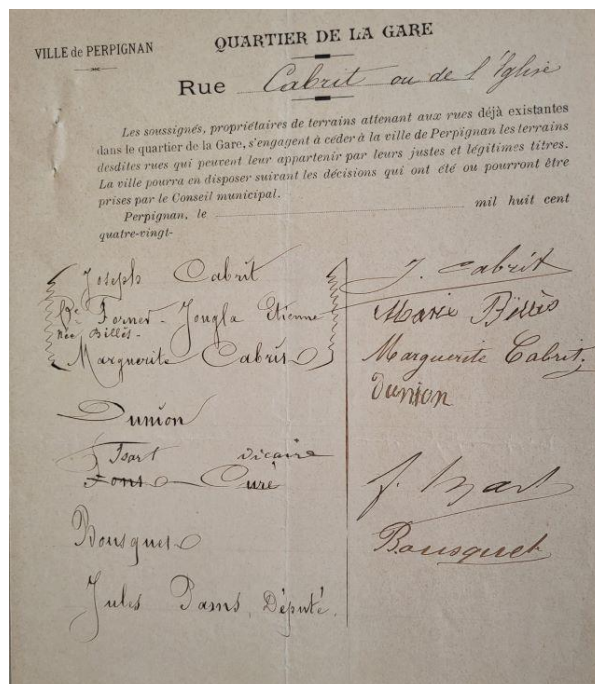 VILLE de PERPIGNAN
QUARTIER DE LA GARE
Rue Cabrit ou de l'Eglise
Les soussignés, propriétaires de terrains attenant aux rues déjà existantes
dans le quartier de la Gare, s'engagent à céder à la ville de Perpignan les terrains
desdites rues qui peuvent leur appartenir par leurs justes et légitimes titres.
La ville pourra en disposer suivant les décisions qui ont été ou pourront être
prises par le Conseil municipal.
Perpignan, le mil huit cent
quatre-vingt-
Joseph Cabrit
Ve Forner - Jougla Etienne
née Billès -
Marguerite Cabrit
Dunion
Isart vicaire
Fons Curé
Bousquet
Jules Pams, Député.
J. Cabrit
Marie Billès
Marguerite Cabrit
Dunion
f. Izart
Bousquet